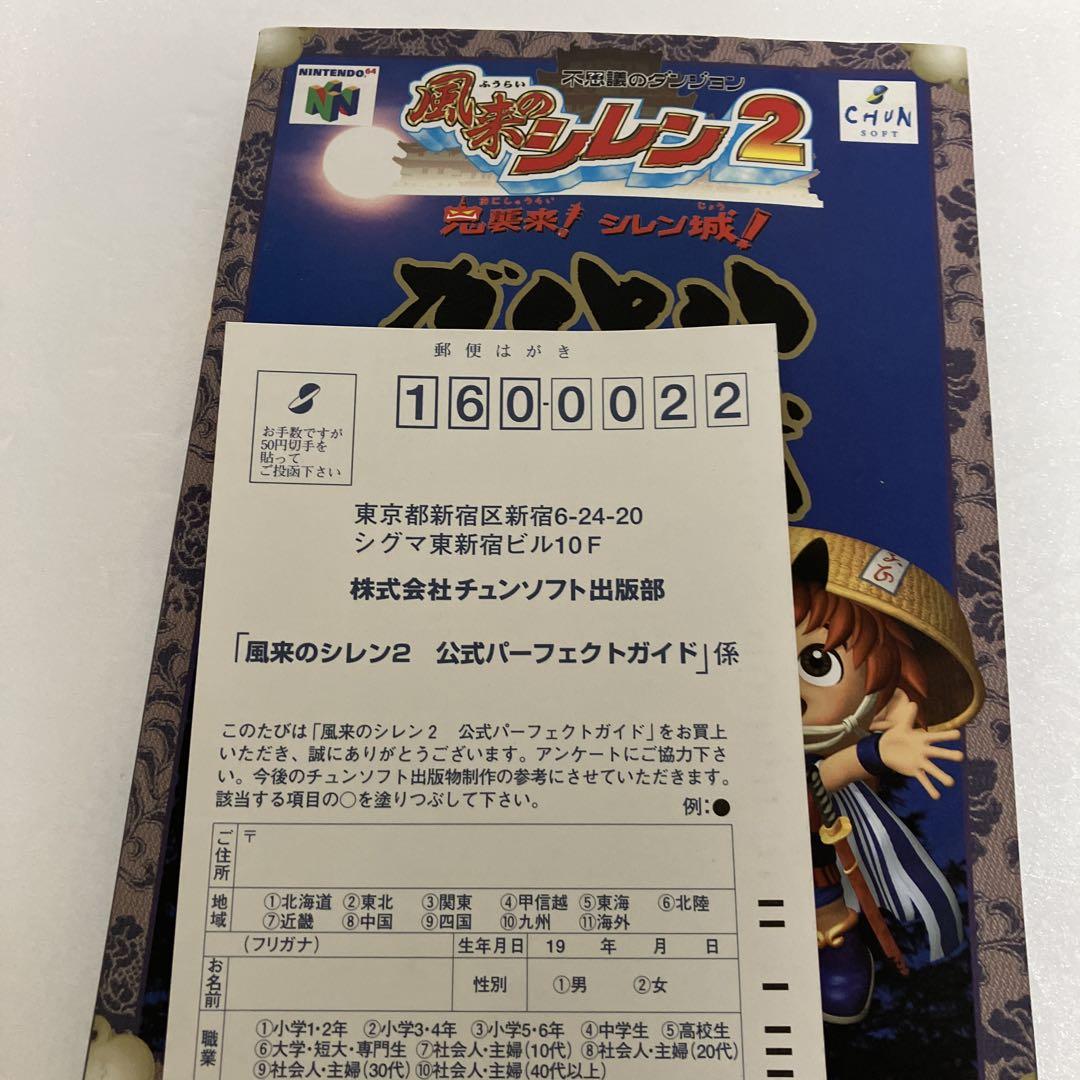 NINTENDO64
不思議のダンジョン
ふうらい
風来のシレン2
CHUN
SOFT
おにしゅうらい じょう
鬼襲来! シレン城!
郵便はがき
160-0022
お手数ですが
50円切手を
貼って
ご投函下さい
東京都新宿区新宿6-24-20
シグマ東新宿ビル10F
株式会社チュンソフト出版部
「風来のシレン2 公式パーフェクトガイド」係
このたびは「風来のシレン2 公式パーフェクトガイド」をお買上
いただき、誠にありがとうございます。アンケートにご協力下さ
い。今後のチュンソフト出版物制作の参考にさせていただきます。
該当する項目の○を塗りつぶして下さい。
例:●
ご住所 〒
地域 ①北海道 ②東北 ③関東 ④甲信越 ⑤東海 ⑥北陸
⑦近畿 ⑧中国 ⑨四国 ⑩九州 ⑪海外
(フリガナ) 生年月日 19 年 月 日
お名前 性別 ①男 ②女
職業 ①小学1・2年 ②小学3・4年 ③小学5・6年 ④中学生 ⑤高校生
⑥大学・短大・専門生 ⑦社会人・主婦(10代) ⑧社会人・主婦(20代)
⑨社会人・主婦(30代) ⑩社会人・主婦(40代以上)